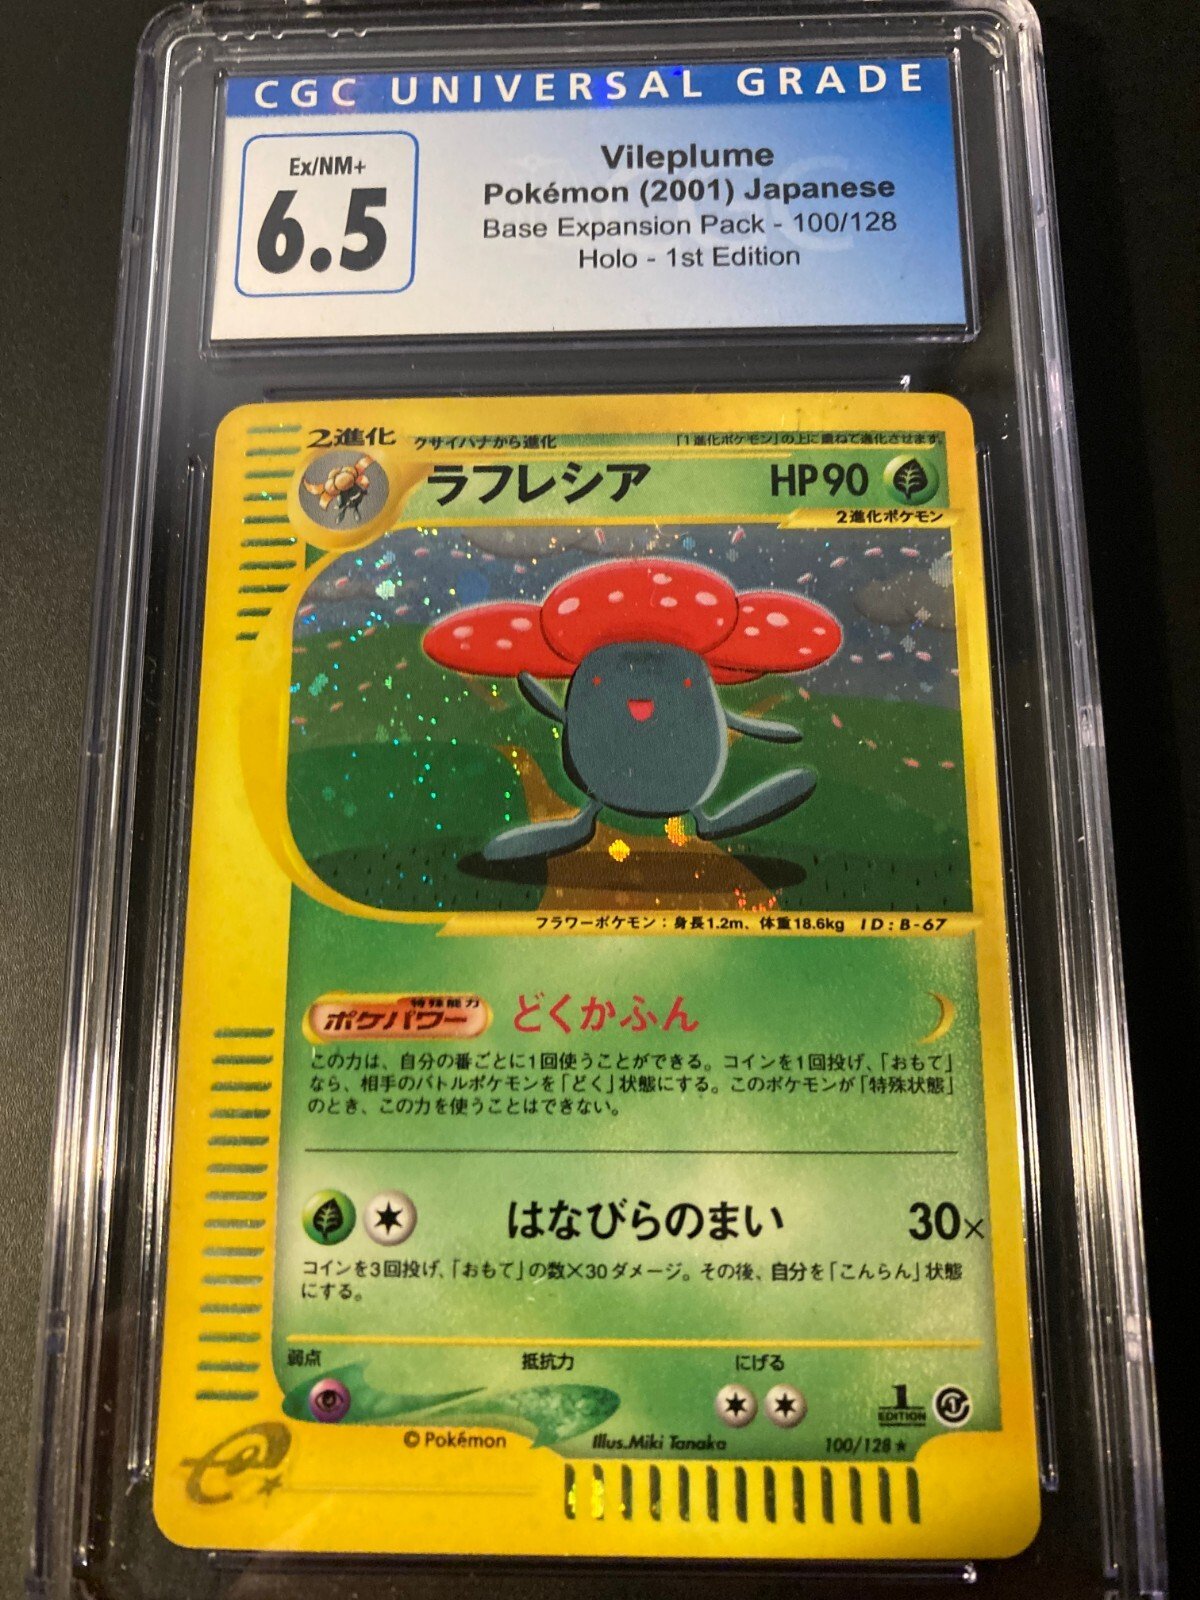 CGC UNIVERSAL GRADE
Ex/NM+
6.5
Vileplume
Pokémon (2001) Japanese
Base Expansion Pack - 100/128
Holo - 1st Edition
2進化 クサイハナから進化 「1進化ポケモン」の上に重ねて進化させます。
ラフレシア HP90
2進化ポケモン
フラワーポケモン：身長1.2m、体重18.6kg ID：B-67
特殊能力
ポケパワー どくかふん
この力は、自分の番ごとに1回使うことができる。コインを1回投げ、「おもて」
なら、相手のバトルポケモンを「どく」状態にする。このポケモンが「特殊状態」
のとき、この力を使うことはできない。
はなびらのまい 30×
コインを3回投げ、「おもて」の数×30ダメージ。その後、自分を「こんらん」状態
にする。
弱点 抵抗力 にげる
1
EDITION
©Pokémon Illus.Miki Tanaka 100/128★
e